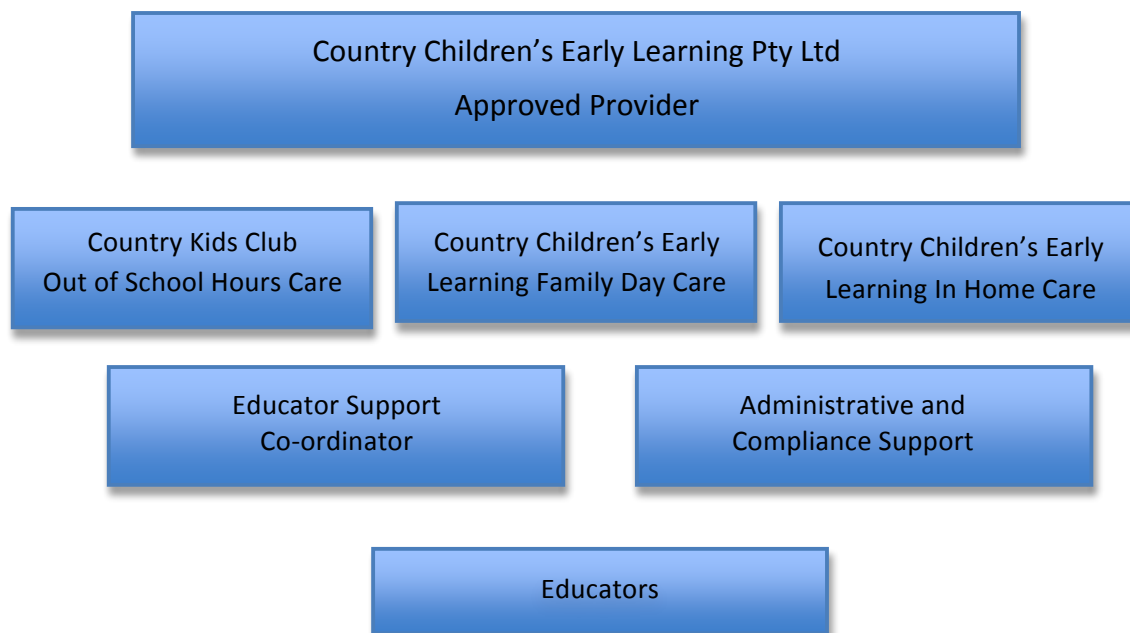 Country Children’s Early Learning Pty Ltd
Approved Provider
Country Kids Club
Out of School Hours Care
Country Children’s Early
Learning Family Day Care
Country Children’s Early
Learning In Home Care
Educator Support
Co-ordinator
Administrative and
Compliance Support
Educators